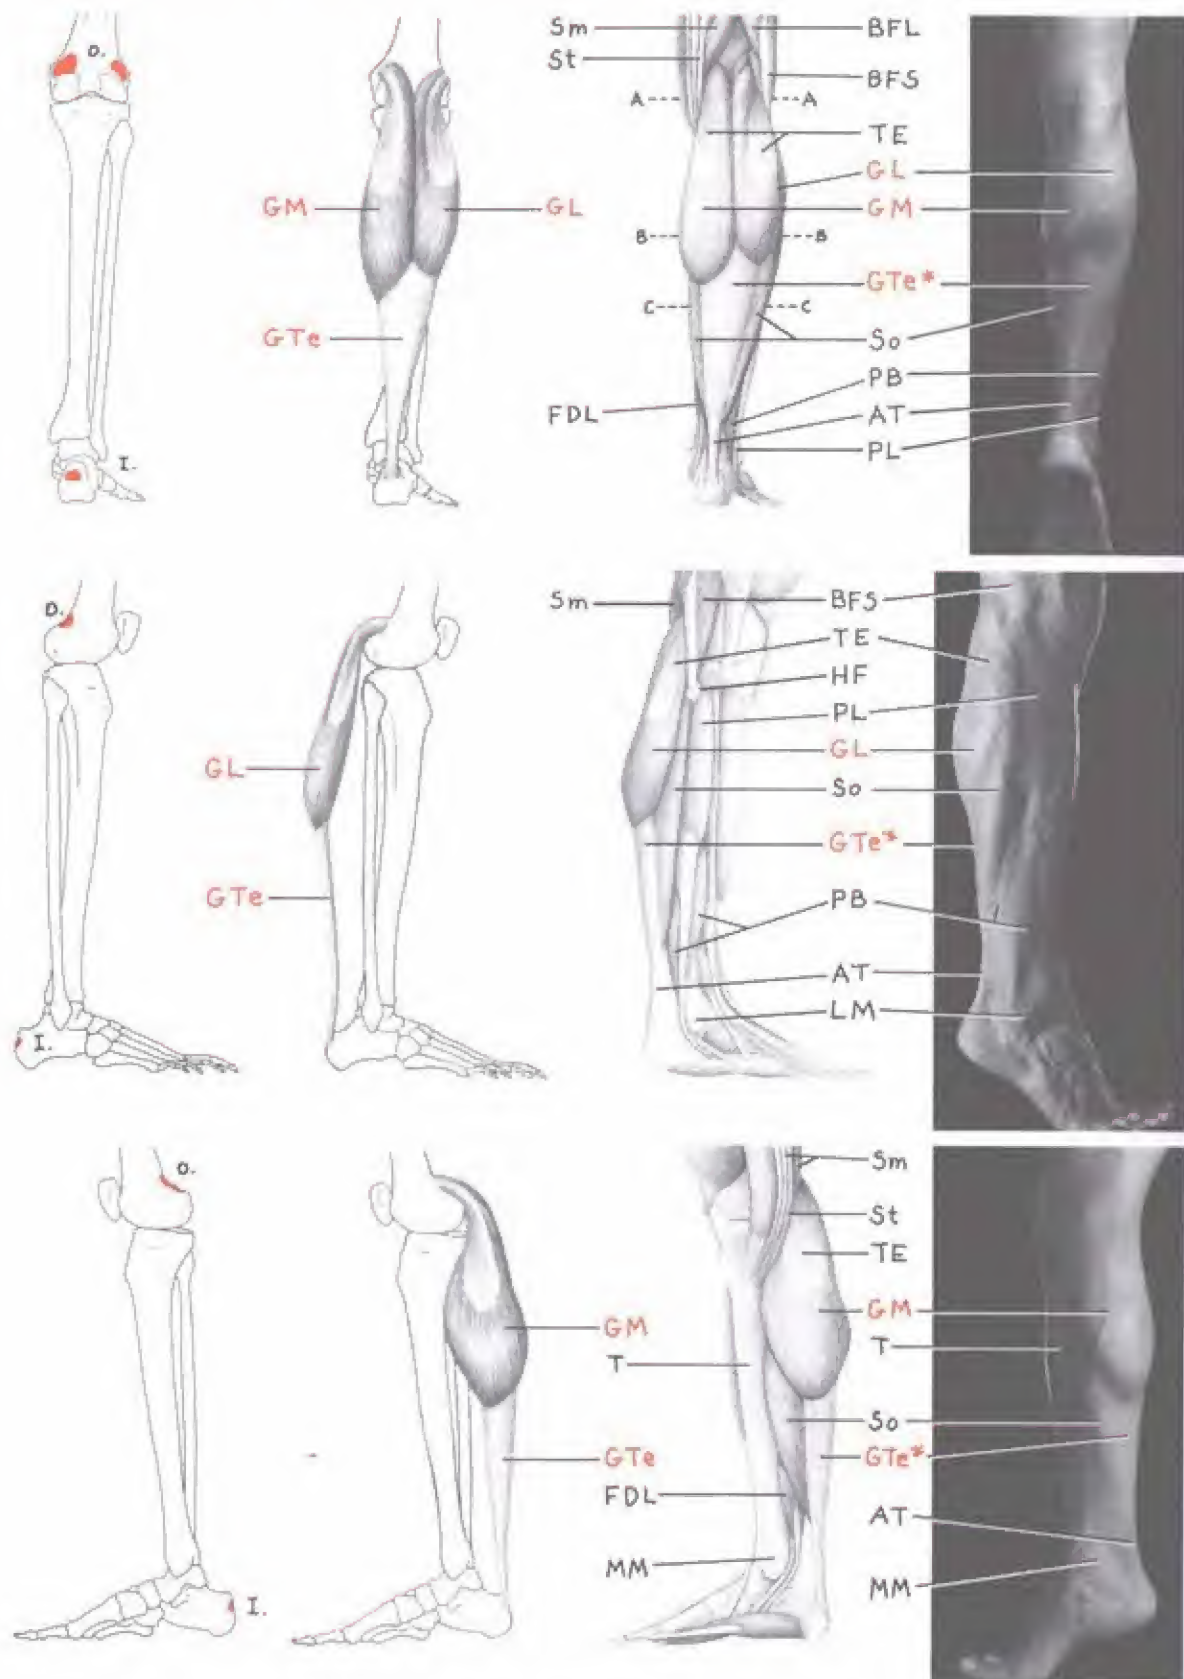 O.
I.
GM
GL
GTe
Sm
BFL
St
BFS
A
A
TE
GL
GM
B
B
GTe*
C
C
So
PB
FDL
AT
PL
O.
I.
GL
GTe
Sm
BFS
TE
HF
PL
GL
So
GTe*
PB
AT
LM
O.
I.
GM
GTe
Sm
St
TE
GM
T
T
So
GTe*
FDL
AT
MM
MM